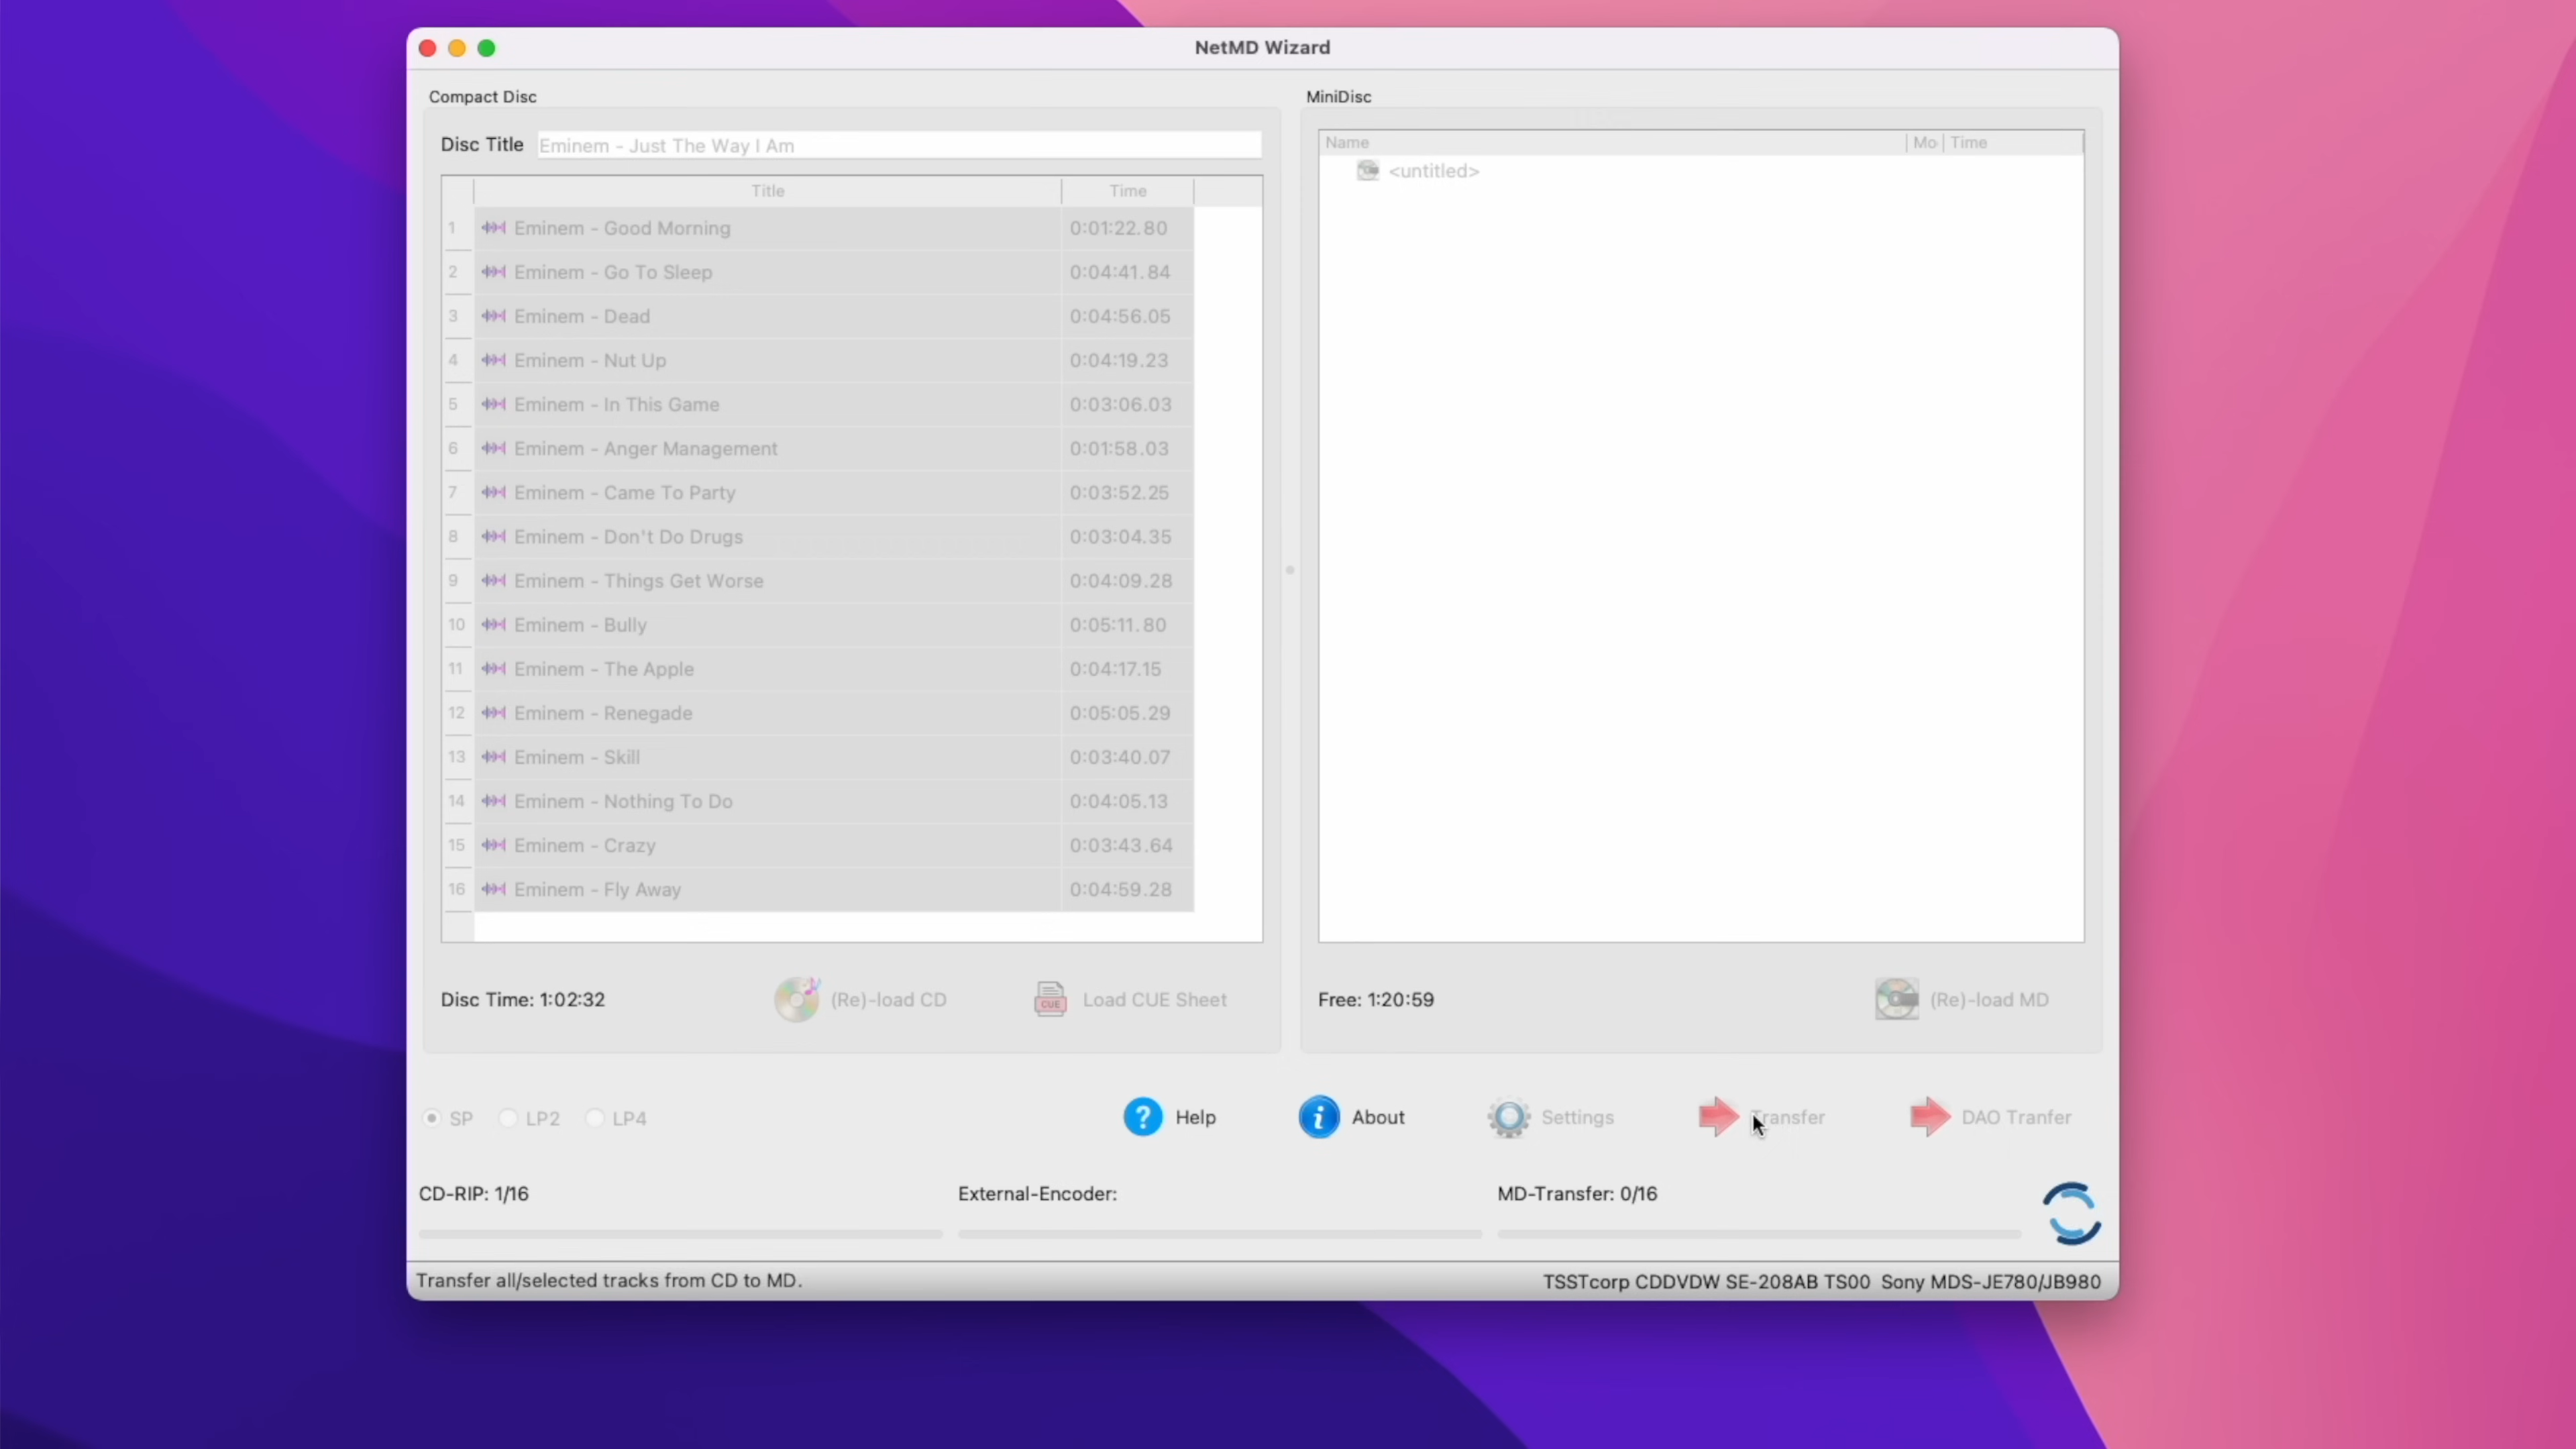 NetMD Wizard
Compact Disc
Disc Title Eminem - Just The Way I Am
Title Time
1 Eminem - Good Morning 0:01:22.80
2 Eminem - Go To Sleep 0:04:41.84
3 Eminem - Dead 0:04:56.05
4 Eminem - Nut Up 0:04:19.23
5 Eminem - In This Game 0:03:06.03
6 Eminem - Anger Management 0:01:58.03
7 Eminem - Came To Party 0:03:52.25
8 Eminem - Don't Do Drugs 0:03:04.35
9 Eminem - Things Get Worse 0:04:09.28
10 Eminem - Bully 0:05:11.80
11 Eminem - The Apple 0:04:17.15
12 Eminem - Renegade 0:05:05.29
13 Eminem - Skill 0:03:40.07
14 Eminem - Nothing To Do 0:04:05.13
15 Eminem - Crazy 0:03:43.64
16 Eminem - Fly Away 0:04:59.28
Disc Time: 1:02:32 (Re)-load CD CUE Load CUE Sheet
MiniDisc
Name Mo Time
<untitled>
Free: 1:20:59 (Re)-load MD
SP LP2 LP4 Help About Settings Transfer DAO Tranfer
CD-RIP: 1/16 External-Encoder: MD-Transfer: 0/16
Transfer all/selected tracks from CD to MD. TSSTcorp CDDVDW SE-208AB TS00 Sony MDS-JE780/JB980